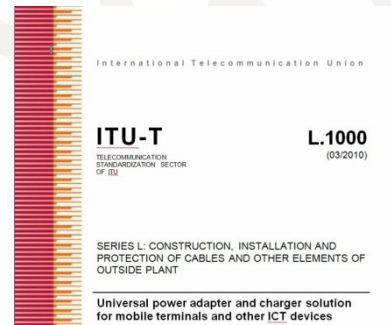 International Telecommunication Union
ITU-T
L.1000
TELECOMMUNICATION
(03/2010)
STANDARDIZATION SECTOR
OF ITU
SERIES L: CONSTRUCTION, INSTALLATION AND
PROTECTION OF CABLES AND OTHER ELEMENTS OF
OUTSIDE PLANT
Universal power adapter and charger solution
for mobile terminals and other ICT devices